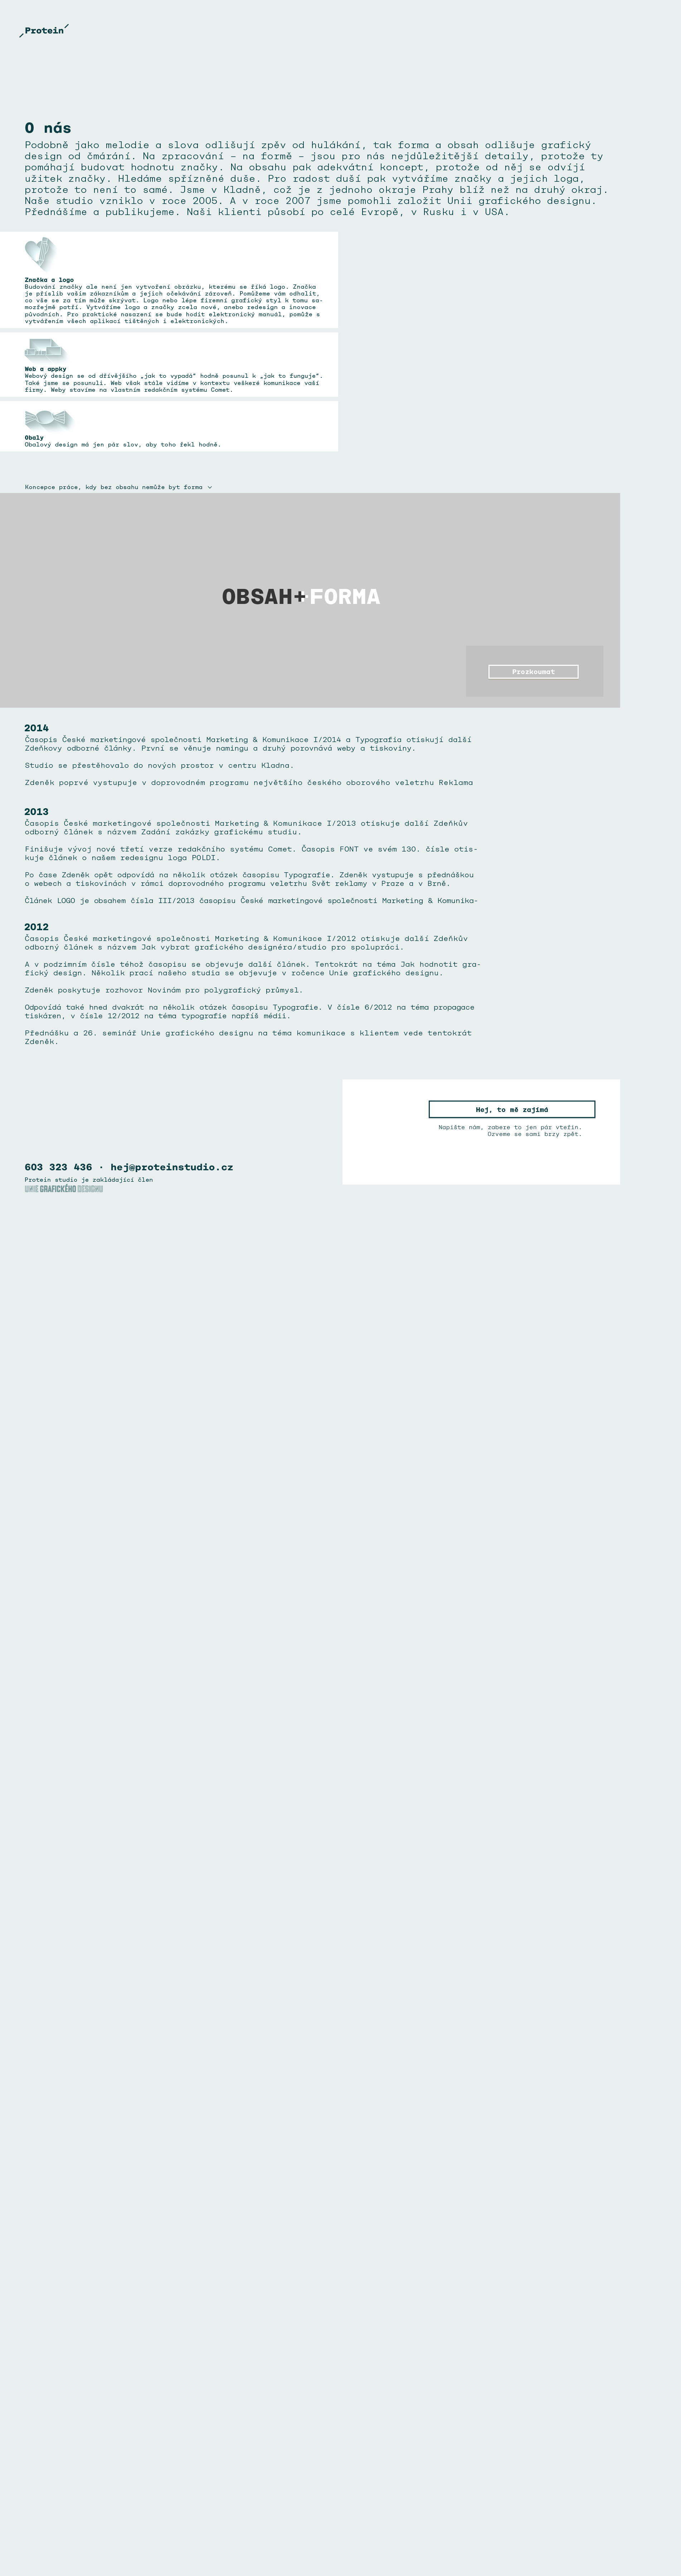 Protein
O nás
Podobně jako melodie a slova odlišují zpěv od hulákání, tak forma a obsah odlišuje grafický
design od čmárání. Na zpracování – na formě – jsou pro nás nejdůležitější detaily, protože ty
pomáhají budovat hodnotu značky. Na obsahu pak adekvátní koncept, protože od něj se odvíjí
užitek značky. Hledáme spřízněné duše. Pro radost duší pak vytváříme značky a jejich loga,
protože to není to samé. Jsme v Kladně, což je z jednoho okraje Prahy blíž než na druhý okraj.
Naše studio vzniklo v roce 2005. A v roce 2007 jsme pomohli založit Unii grafického designu.
Přednášíme a publikujeme. Naši klienti působí po celé Evropě, v Rusku i v USA.
Značka a logo
Budování značky ale není jen vytvoření obrázku, kterému se říká logo. Značka
je příslib vašim zákazníkům a jejich očekávání zároveň. Pomůžeme vám odhalit,
co vše se za tím může skrývat. Logo nebo lépe firemní grafický styl k tomu sa-
mozřejmě patří. Vytváříme loga a značky zcela nové, anebo redesign a inovace
původních. Pro praktické nasazení se bude hodit elektronický manuál, pomůže s
vytvářením všech aplikací tištěných i elektronických.
Web a appky
Webový design se od dřívějšího „jak to vypadá“ hodně posunul k „jak to funguje“.
Také jsme se posunuli. Web však stále vidíme v kontextu veškeré komunikace vaší
firmy. Weby stavíme na vlastním redakčním systému Comet.
Obaly
Obalový design má jen pár slov, aby toho řekl hodně.
Koncepce práce, kdy bez obsahu nemůže byt forma
OBSAH+FORMA
Prozkoumat
2014
Časopis České marketingové společnosti Marketing & Komunikace I/2014 a Typografia otiskují další
Zdeňkovy odborné články. První se věnuje namingu a druhý porovnává weby a tiskoviny.
Studio se přestěhovalo do nových prostor v centru Kladna.
Zdeněk poprvé vystupuje v doprovodném programu největšího českého oborového veletrhu Reklama
2013
Časopis České marketingové společnosti Marketing & Komunikace I/2013 otiskuje další Zdeňkův
odborný článek s názvem Zadání zakázky grafickému studiu.
Finišuje vývoj nové třetí verze redakčního systému Comet. Časopis FONT ve svém 130. čísle otis-
kuje článek o našem redesignu loga POLDI.
Po čase Zdeněk opět odpovídá na několik otázek časopisu Typografie. Zdeněk vystupuje s přednáškou
o webech a tiskovinách v rámci doprovodného programu veletrhu Svět reklamy v Praze a v Brně.
Článek LOGO je obsahem čísla III/2013 časopisu České marketingové společnosti Marketing & Komunika-
2012
Časopis České marketingové společnosti Marketing & Komunikace I/2012 otiskuje další Zdeňkův
odborný článek s názvem Jak vybrat grafického designéra/studio pro spolupráci.
A v podzimním čísle téhož časopisu se objevuje další článek. Tentokrát na téma Jak hodnotit gra-
fický design. Několik prací našeho studia se objevuje v ročence Unie grafického designu.
Zdeněk poskytuje rozhovor Novinám pro polygrafický průmysl.
Odpovídá také hned dvakrát na několik otázek časopisu Typografie. V čísle 6/2012 na téma propagace
tiskáren, v čísle 12/2012 na téma typografie napříš médii.
Přednášku a 26. seminář Unie grafického designu na téma komunikace s klientem vede tentokrát
Zdeněk.
Hej, to mě zajímá
Napište nám, zabere to jen pár vteřin.
Ozveme se sami brzy zpět.
603 323 436 · hej@proteinstudio.cz
Protein studio je zakládající člen
UNIE GRAFICKÉHO DESIGNU